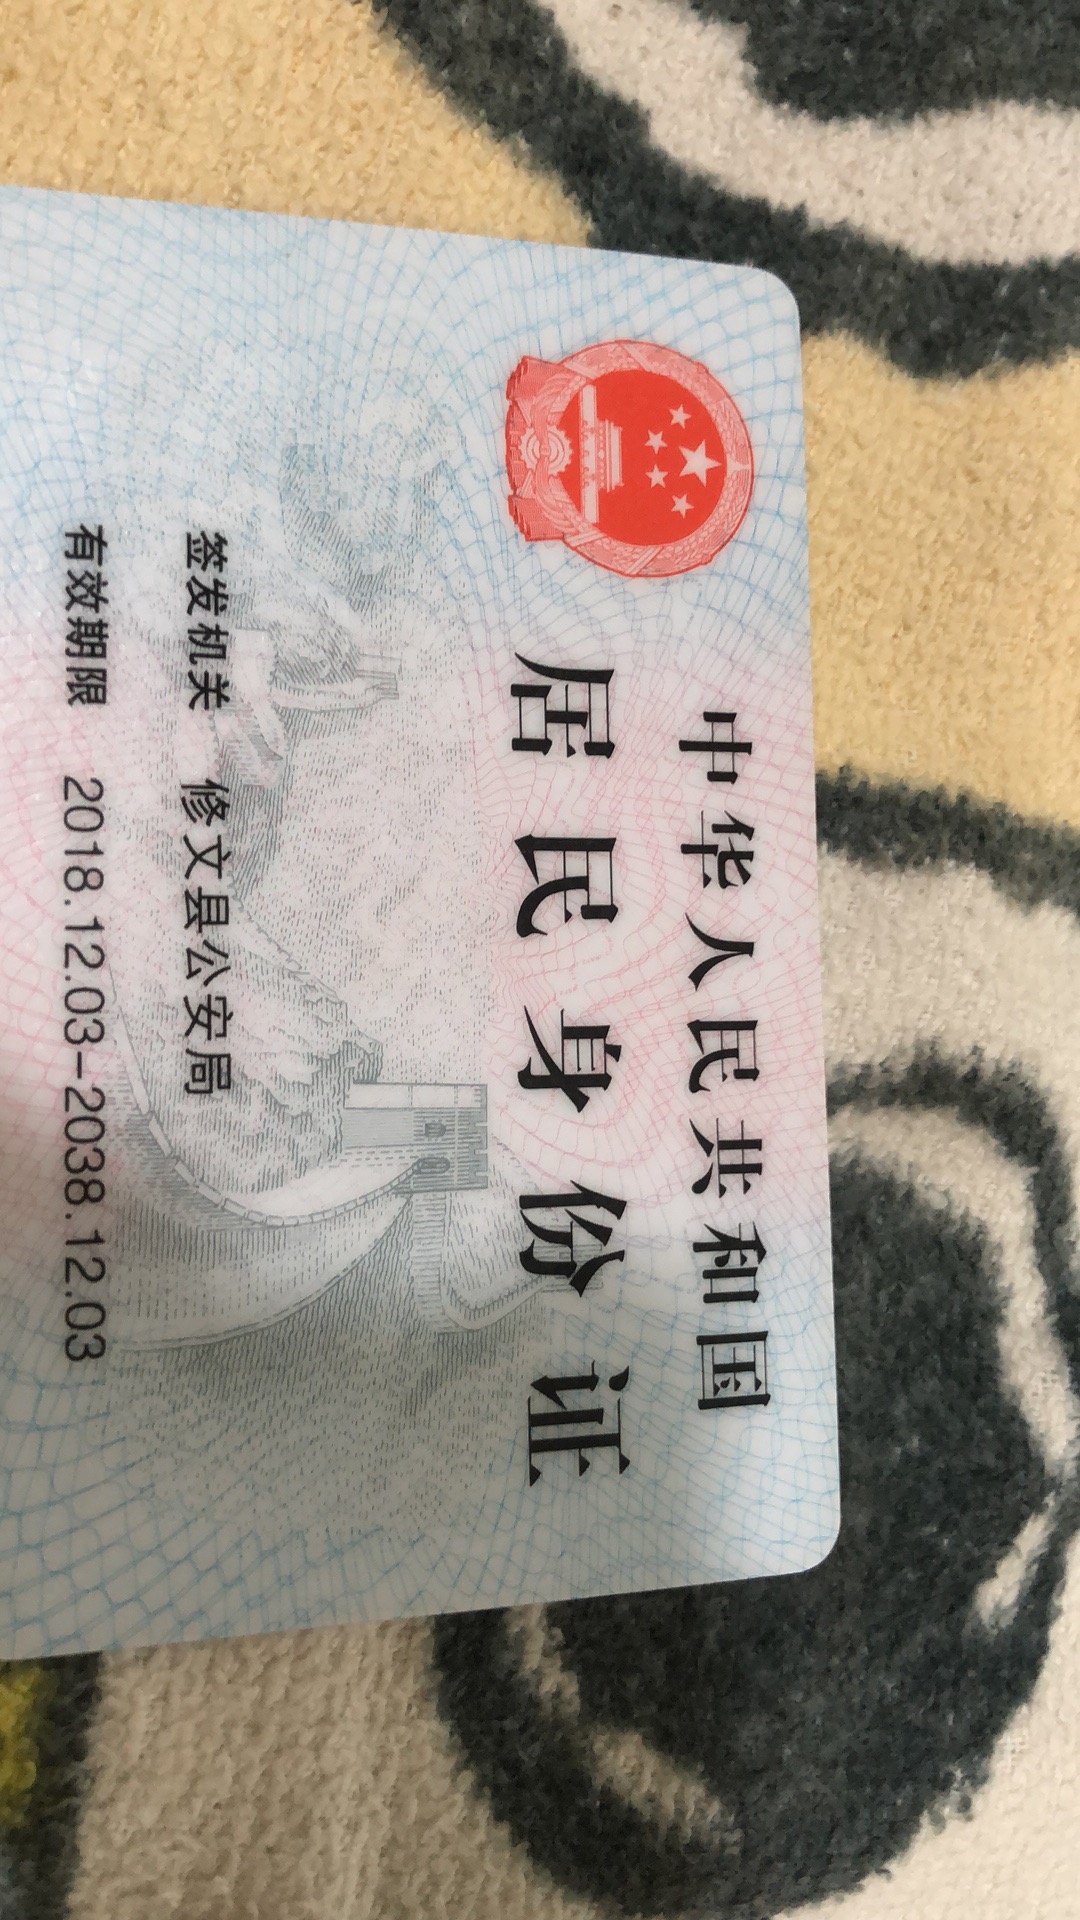 中华人民共和国
居民身份证
签发机关 修文县公安局
有效期限 2018.12.03-2038.12.03